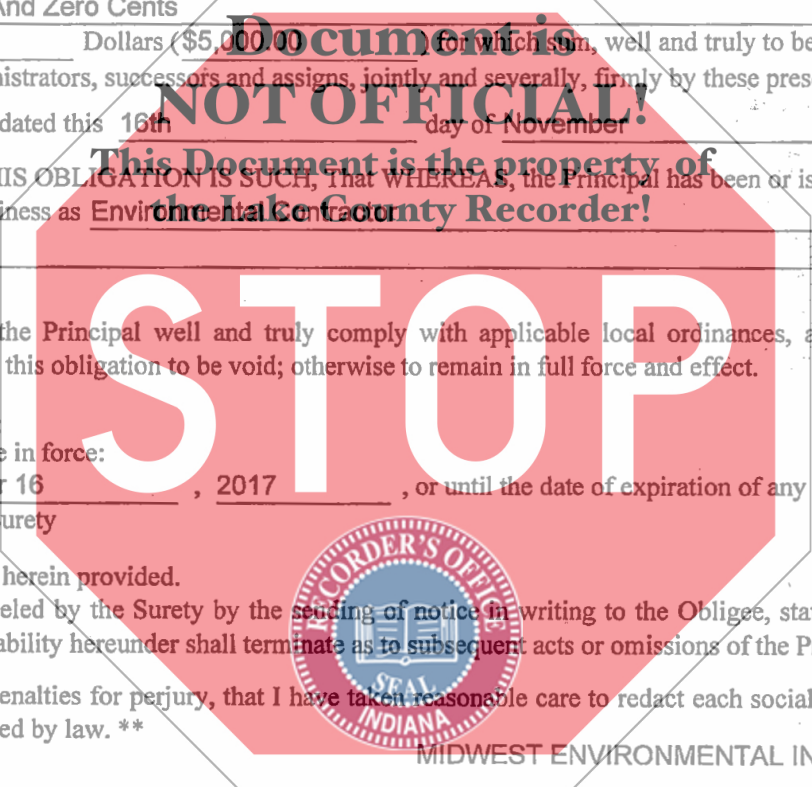 And Zero Cents
Document is
Dollars ($5,000.00 ) for which sum, well and truly to be
istrators, successors and assigns, jointly and severally, firmly by these pres
NOT OFFICIAL!
dated this 16th day of November
This Document is the property of
IS OBLIGATION IS SUCH, That WHEREAS, the Principal has been or is
the Lake County Recorder!
iness as Environmental Contractor
STOP
the Principal well and truly comply with applicable local ordinances, a
this obligation to be void; otherwise to remain in full force and effect.
e in force:
r 16 , 2017 , or until the date of expiration of any
urety
herein provided.
eled by the Surety by the sending of notice in writing to the Obligee, sta
ability hereunder shall terminate as to subsequent acts or omissions of the P
enalties for perjury, that I have taken reasonable care to redact each social
ed by law. **
RECORDER'S OFFICE
SEAL
INDIANA
MIDWEST ENVIRONMENTAL IN